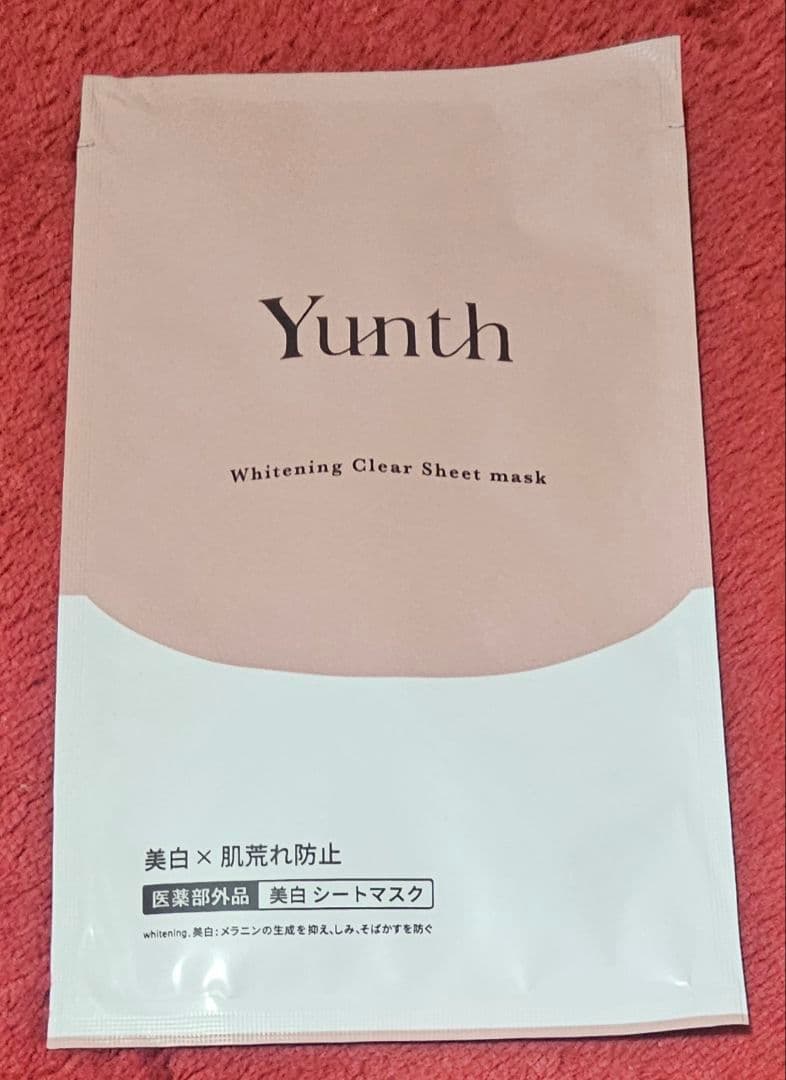 Yunth
Whitening Clear Sheet mask
美白×肌荒れ防止
医薬部外品 美白 シートマスク
whitening.美白:メラニンの生成を抑え、しみ、そばかすを防ぐ